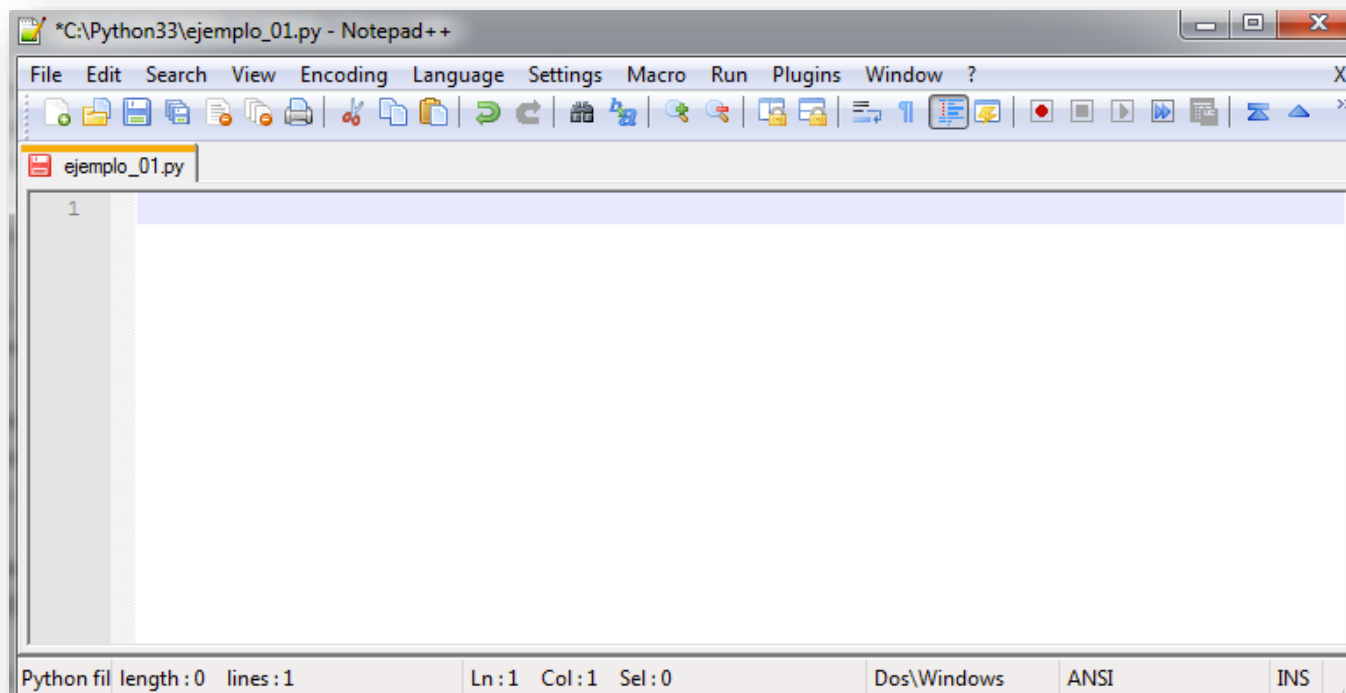 *C:\Python33\ejemplo_01.py - Notepad++
File Edit Search View Encoding Language Settings Macro Run Plugins Window ? X
ejemplo_01.py
1
Python fil length : 0 lines : 1 Ln : 1 Col : 1 Sel : 0 Dos\Windows ANSI INS